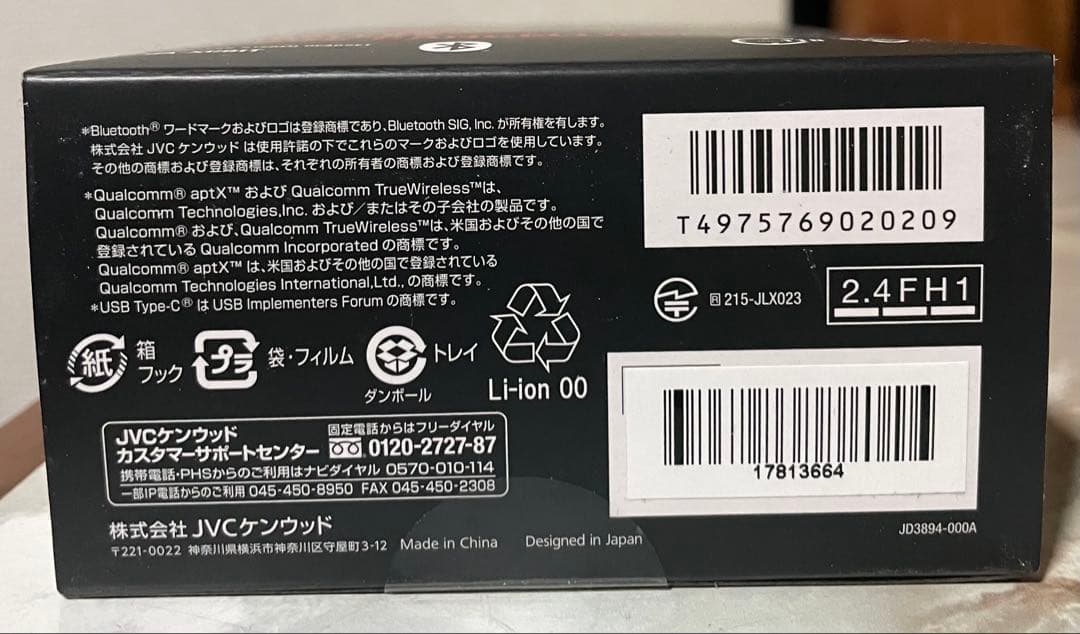 *Bluetooth® ワードマークおよびロゴは登録商標であり、Bluetooth SIG, Inc. が所有権を有します。
株式会社 JVC ケンウッド は使用許諾の下でこれらのマークおよびロゴを使用しています。
その他の商標および登録商標は、それぞれの所有者の商標および登録商標です。
*Qualcomm® aptX™ および Qualcomm TrueWireless™は、
Qualcomm Technologies,Inc. および/またはその子会社の製品です。
Qualcomm® および、Qualcomm TrueWireless™は、米国およびその他の国で
登録されている Qualcomm Incorporated の商標です。
Qualcomm® aptX™ は、米国およびその他の国で登録されている
Qualcomm Technologies International,Ltd., の商標です。
*USB Type-C® は USB Implementers Forum の商標です。
T4975769020209
R 215-JLX023
2.4FH1
紙
箱
フック
プラ
袋・フィルム
ダンボール
トレイ
Li-ion 00
17813664
JVCケンウッド
カスタマーサポートセンター
固定電話からはフリーダイヤル
0120-2727-87
携帯電話・PHSからのご利用はナビダイヤル 0570-010-114
一部IP電話からのご利用 045-450-8950 FAX 045-450-2308
株式会社 JVCケンウッド
〒221-0022 神奈川県横浜市神奈川区守屋町3-12
Made in China
Designed in Japan
JD3894-000A